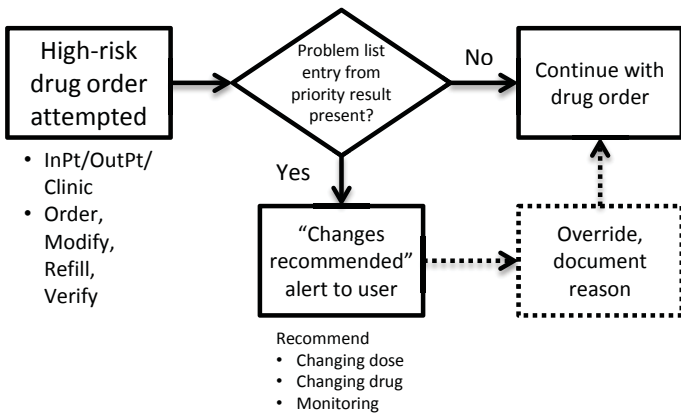 High-risk
drug order
attempted
• InPt/OutPt/
Clinic
• Order,
Modify,
Refill,
Verify
Problem list
entry from
priority result
present?
No
Yes
Continue with
drug order
“Changes
recommended”
alert to user
Recommend
• Changing dose
• Changing drug
• Monitoring
Override,
document
reason